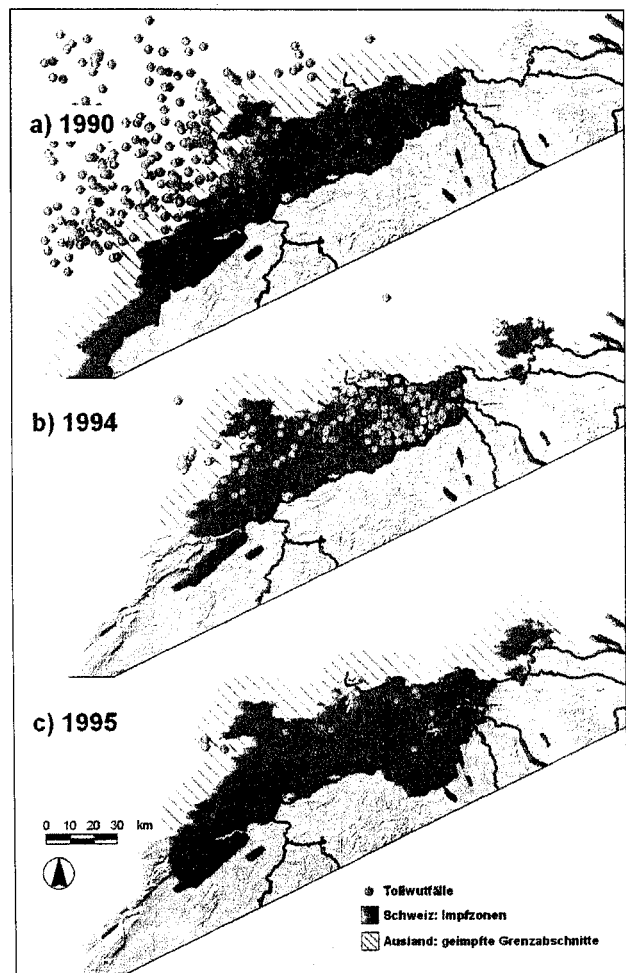 a) 1990
b) 1994
c) 1995
0 10 20 30 km
Tollwutfälle
Schweiz: Impfzonen
Ausland: geimpfte Grenzabschnitte